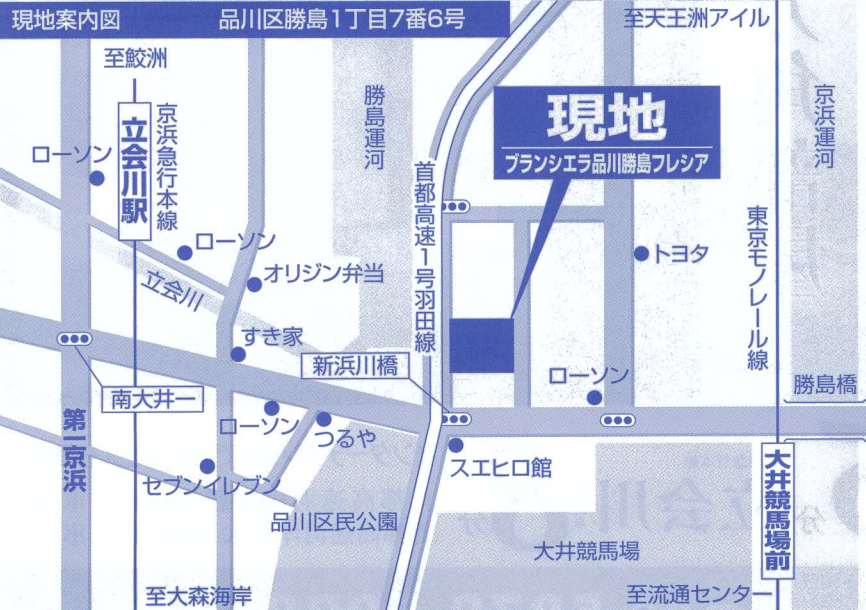 現地案内図 品川区勝島1丁目7番6号
至天王洲アイル
至鮫洲
京浜急行本線
立会川駅
勝島運河
現地
ブランシエラ品川勝島フレシア
京浜運河
ローソン
首都高速1号羽田線
東京モノレール線
ローソン
トヨタ
オリジン弁当
立会川
すき家
新浜川橋
ローソン
勝島橋
南大井一
第一京浜
ローソン
つるや
スエヒロ館
大井競馬場前
セブンイレブン
品川区民公園
大井競馬場
至大森海岸
至流通センター